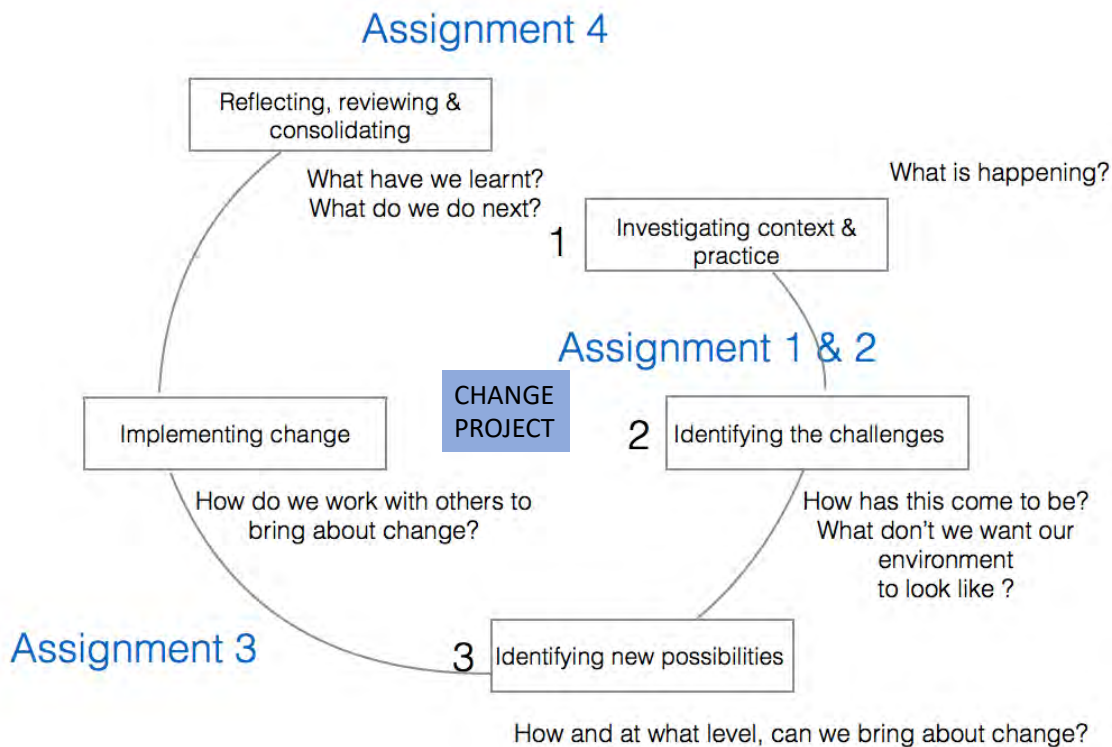 Assignment 4
Reflecting, reviewing &
consolidating
What have we learnt?
What do we do next?
What is happening?
1
Investigating context &
practice
Assignment 1 & 2
CHANGE
PROJECT
2
Identifying the challenges
Implementing change
How has this come to be?
What don't we want our
environment
to look like ?
How do we work with others to
bring about change?
Assignment 3
3
Identifying new possibilities
How and at what level, can we bring about change?